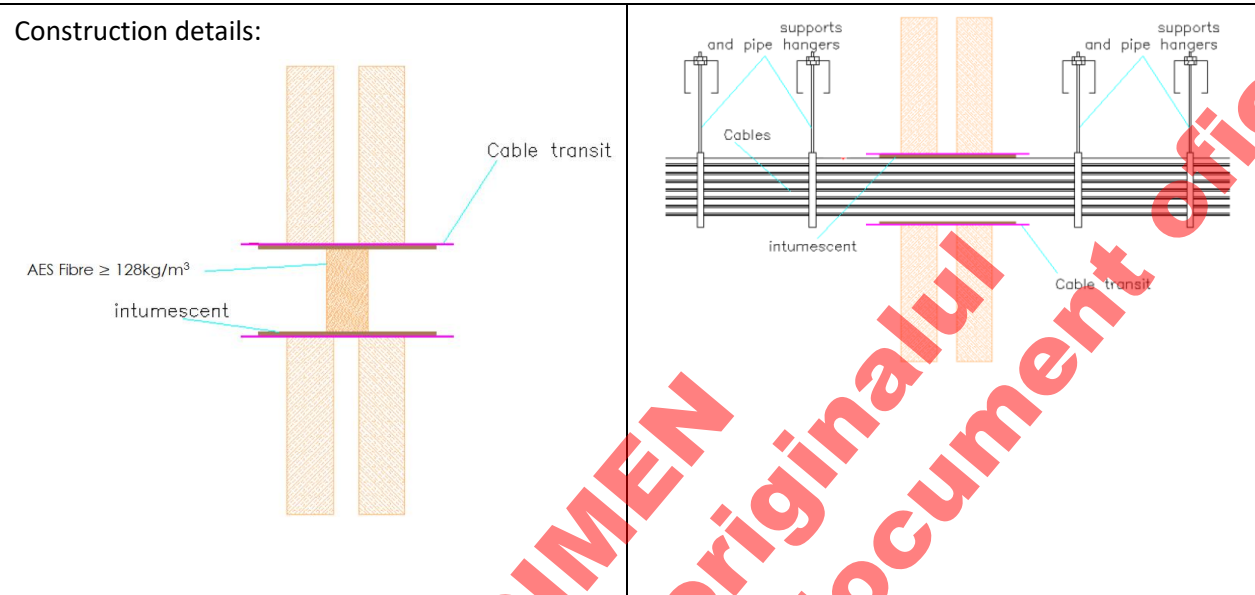 Construction details:
Cable transit
AES Fibre ≥ 128kg/m³
intumescent
supports
and pipe hangers
supports
and pipe hangers
Cables
intumescent
Cable transit
originalul
document